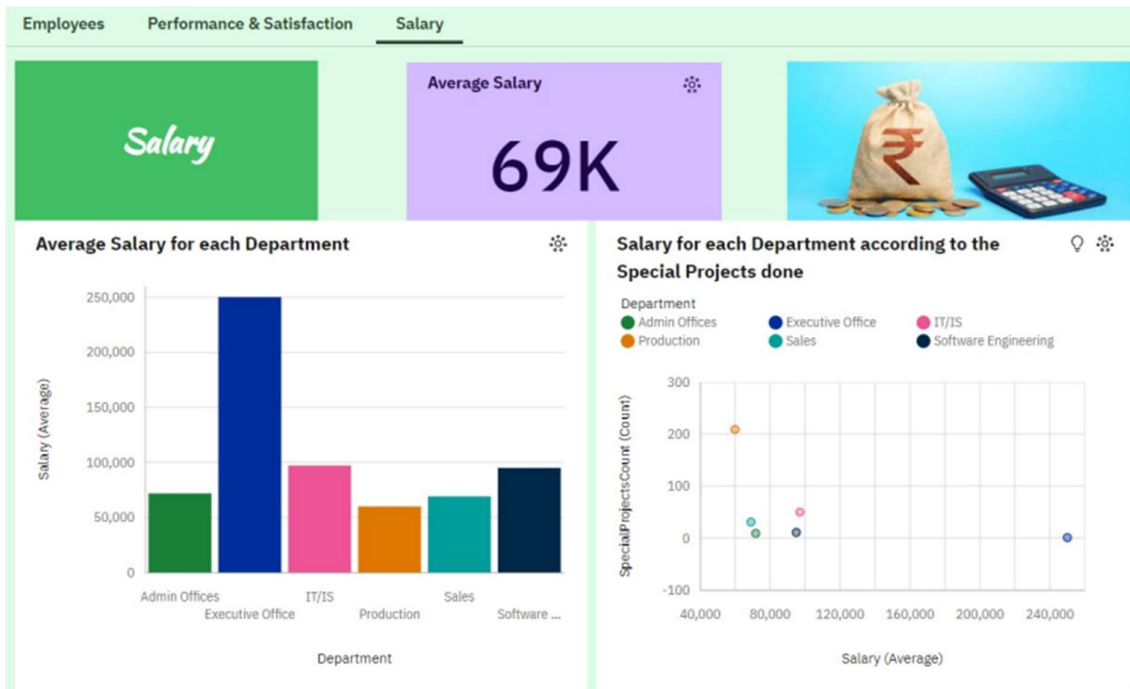 Employees Performance & Satisfaction Salary
Salary
Average Salary
69K
₹
Average Salary for each Department
Salary (Average)
250,000
200,000
150,000
100,000
50,000
0
Admin Offices IT/IS Sales
Executive Office Production Software ...
Department
Salary for each Department according to the
Special Projects done
Department
Admin Offices Executive Office IT/IS
Production Sales Software Engineering
SpecialProjectsCount (Count)
300
200
100
0
-100
40,000 80,000 120,000 160,000 200,000 240,000
Salary (Average)